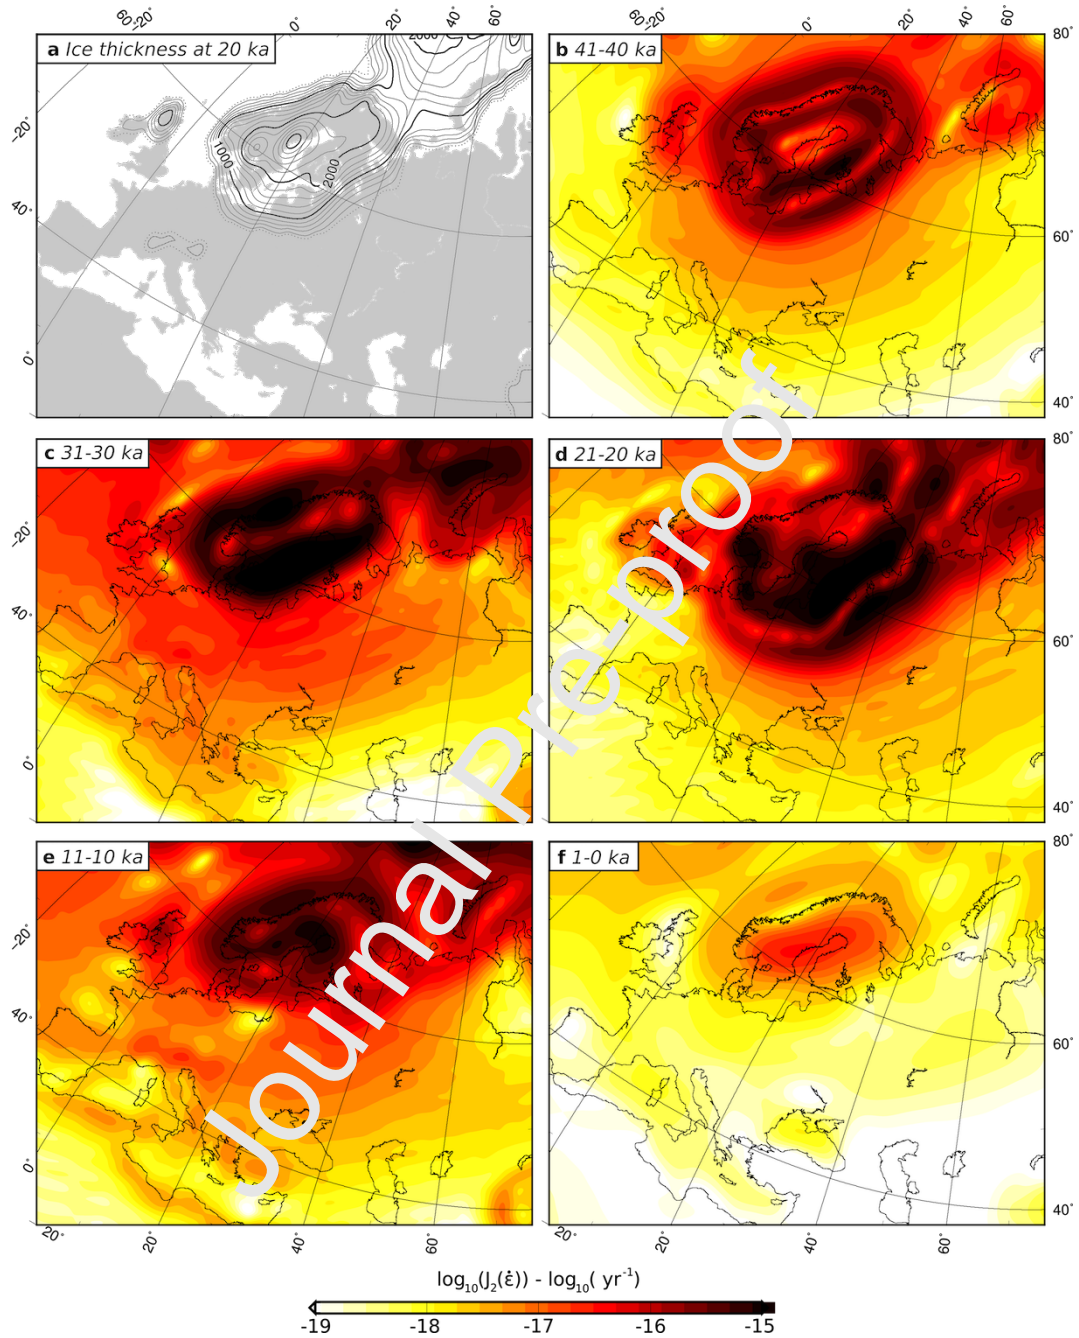 60° -20° 0° 20° 40° 60° 0° 20° 40° 60° 80°
a Ice thickness at 20 ka
b 41-40 ka
2000
1000
2000
-20°
40°
0°
60°
40°
c 31-30 ka
d 21-20 ka
80°
-20°
40°
0°
60°
40°
e 11-10 ka
f 1-0 ka
80°
-20°
40°
0°
60°
40°
20° 20° 40° 60° 20° 40° 60°
Journal Pre-proof
log10(J2(ε̇)) - log10( yr-1)
-19 -18 -17 -16 -15